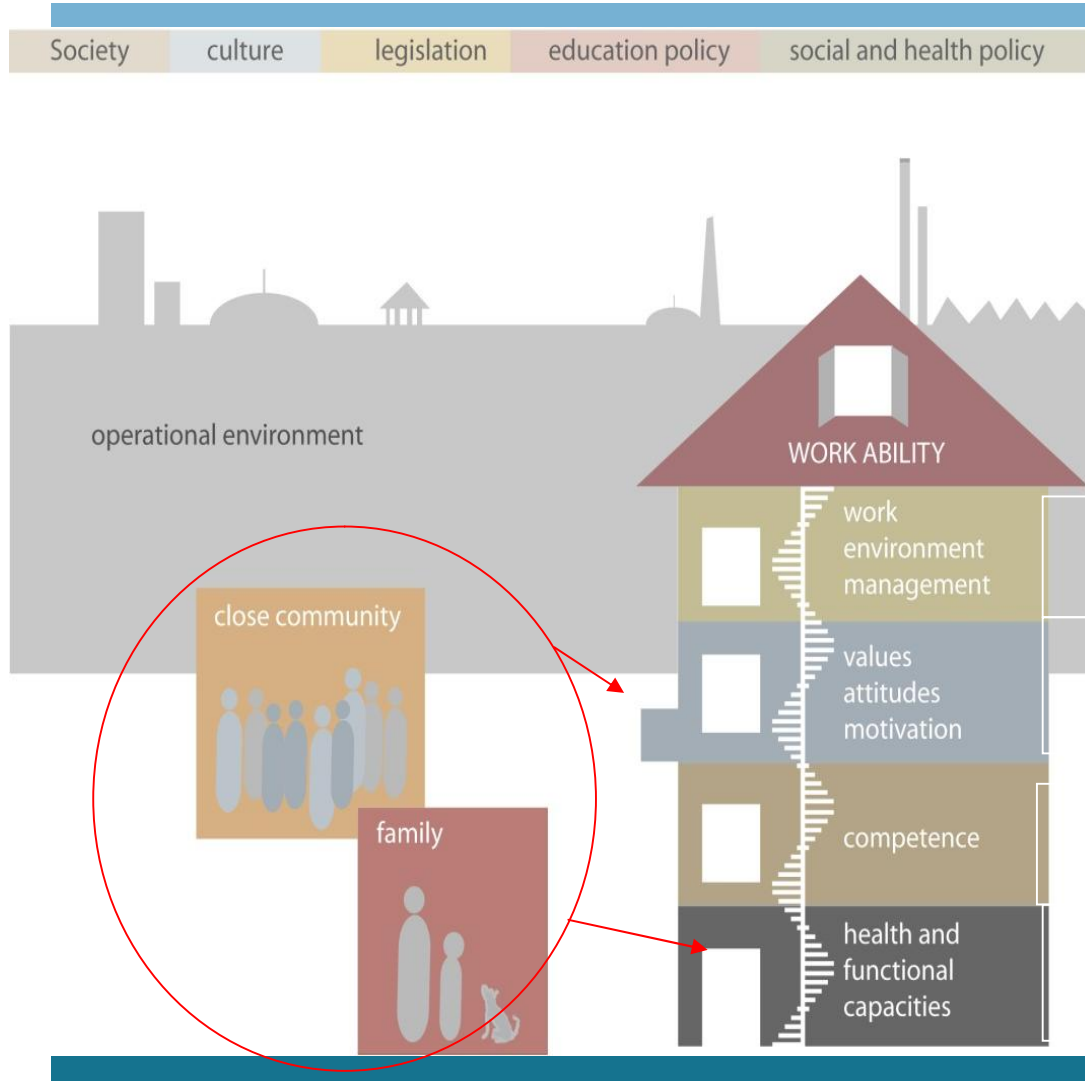 Society culture legislation education policy social and health policy
operational environment
WORK ABILITY
work
environment
management
close community
values
attitudes
motivation
family
competence
health and
functional
capacities